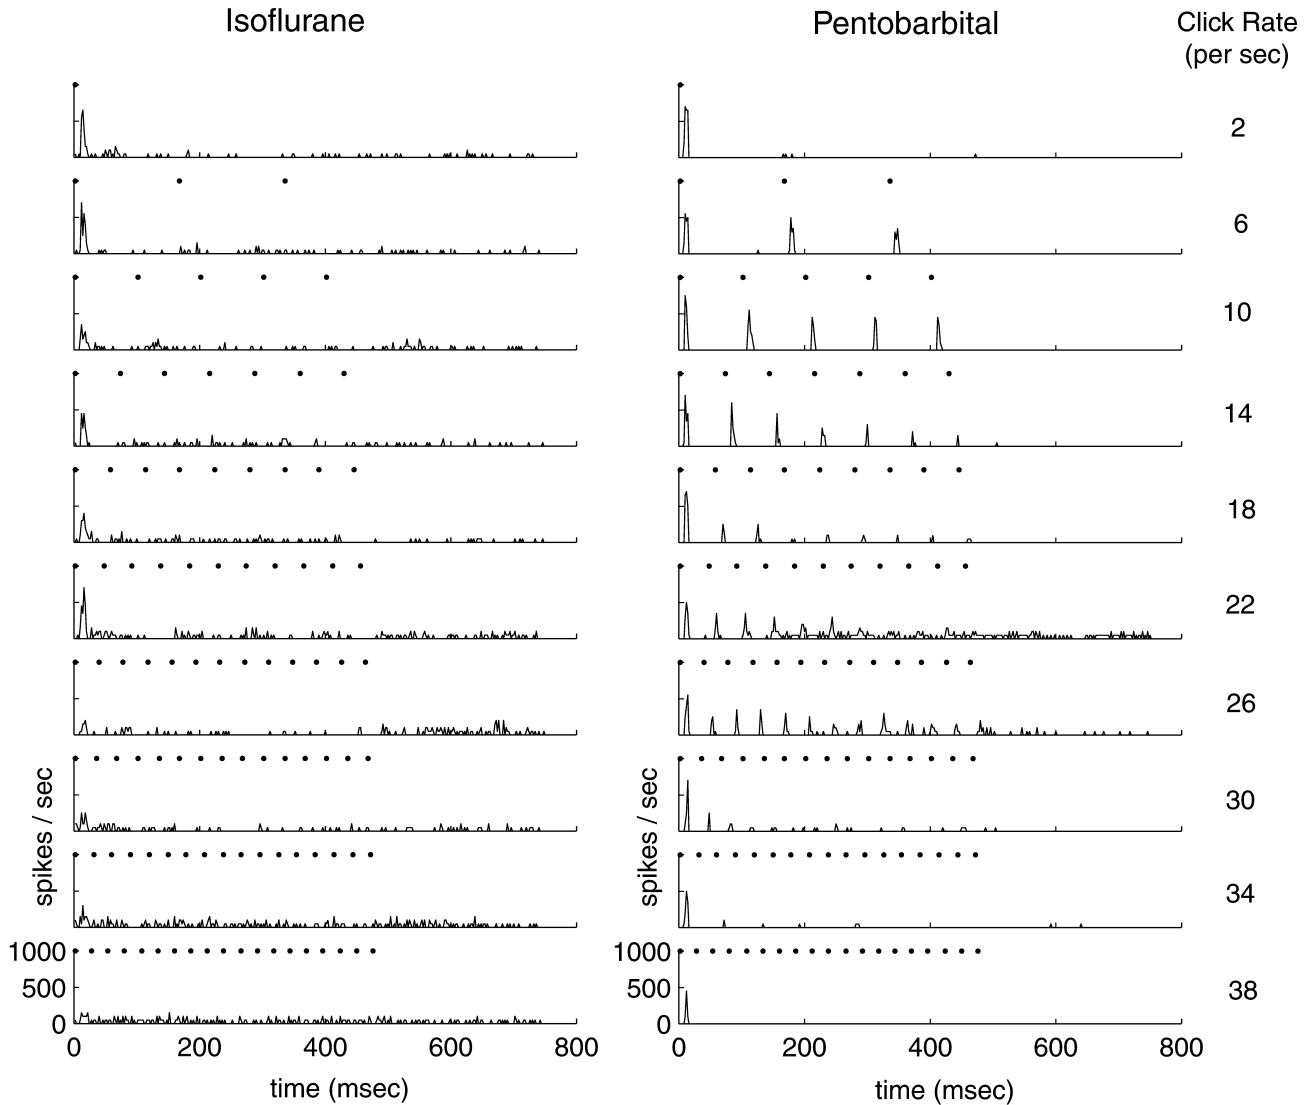 Isoflurane
Pentobarbital
Click Rate
(per sec)
2
6
10
14
18
22
26
30
34
38
spikes / sec
1000
500
0
0 200 400 600 800
time (msec)
spikes / sec
1000
500
0
0 200 400 600 800
time (msec)